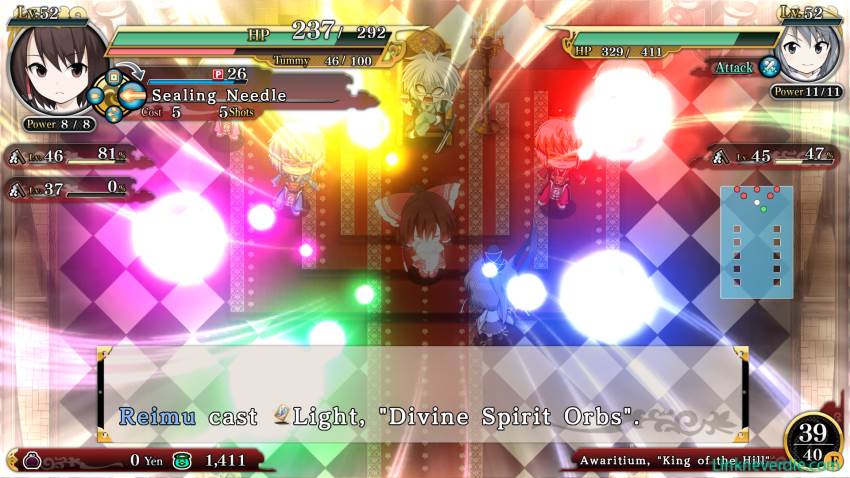 Lv.52
HP 237 / 292
Tummy 46 / 100
P 26
Sealing Needle
Cost 5 5 Shots
Power 8 / 8
Lv. 46 81%
Lv. 37 0%
Lv.52
HP 329 / 411
Attack
Power 11/11
Lv. 45 47%
Reimu cast Light, "Divine Spirit Orbs".
0 Yen 1,411
Awaritium, "King of the Hill"
39
40 F
Linkneverdie.com